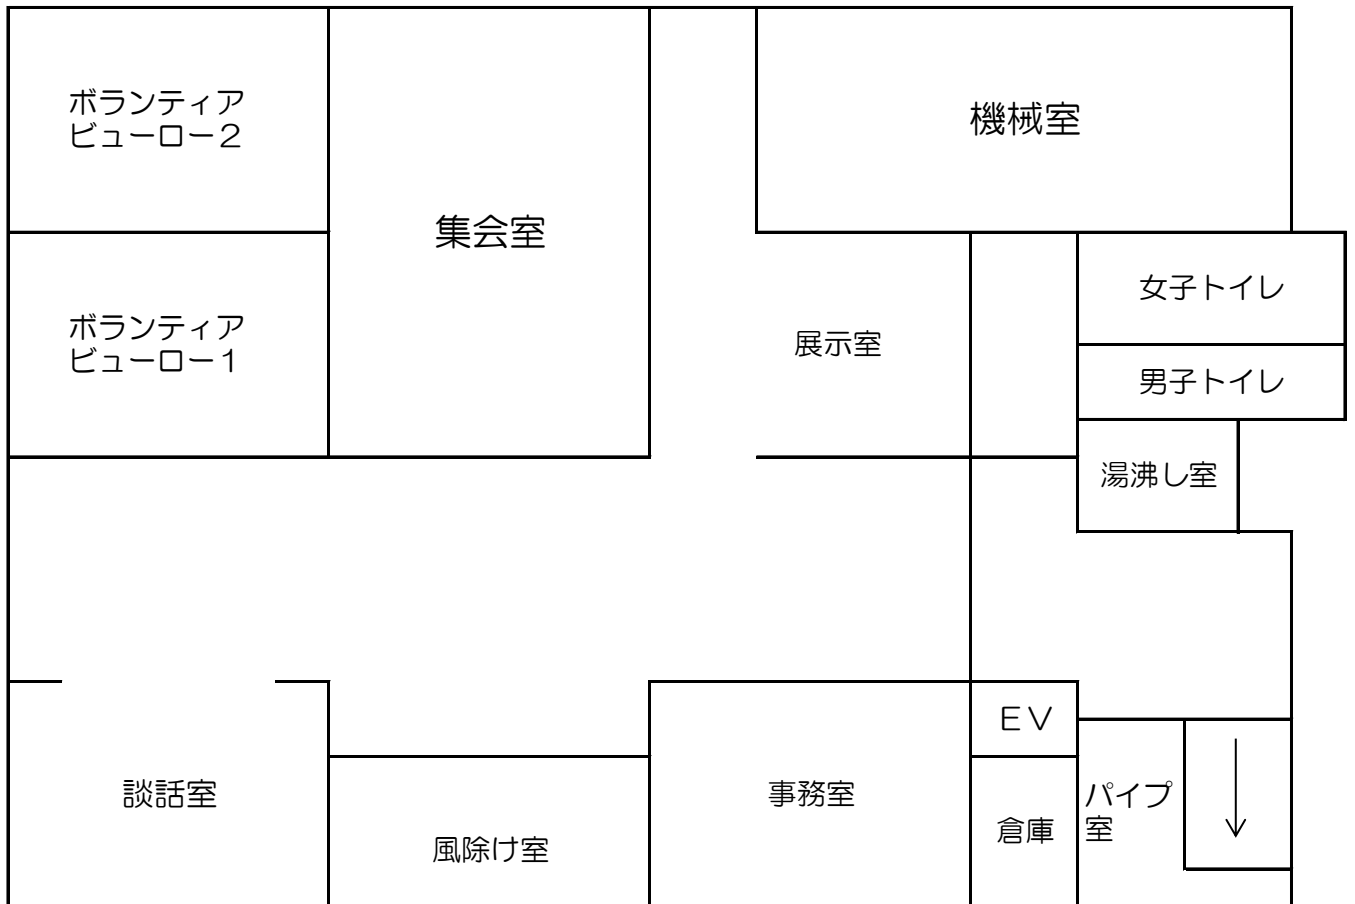 ボランティア
ビューロー２
集会室
機械室
ボランティア
ビューロー１
展示室
女子トイレ
男子トイレ
湯沸し室
ＥＶ
談話室
風除け室
事務室
倉庫
パイプ
室